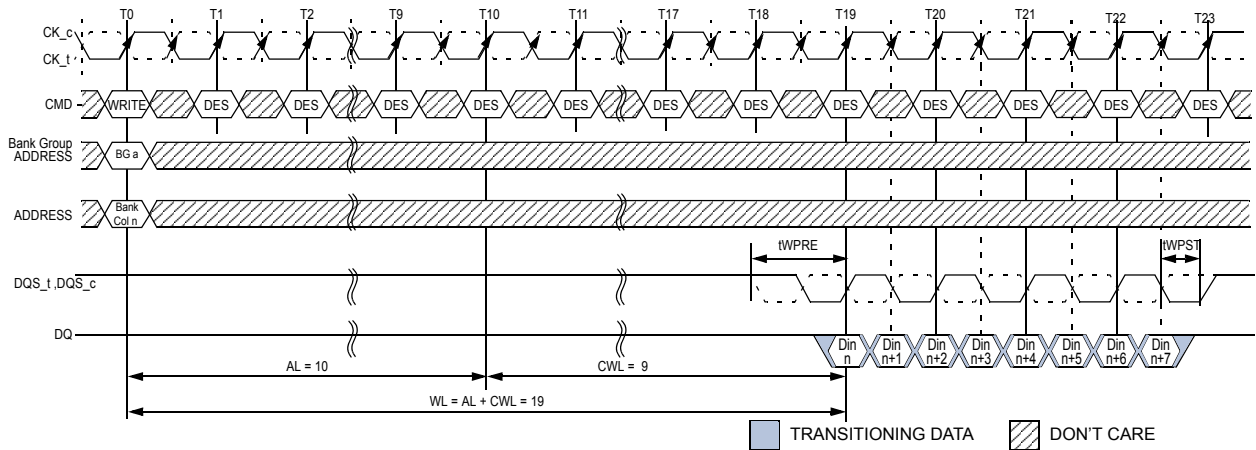 T0 T1 T2 T9 T10 T11 T17 T18 T19 T20 T21 T22 T23
CK_c
CK_t
CMD WRITE DES DES DES DES DES DES DES DES DES DES DES DES
Bank Group
ADDRESS
BG a
ADDRESS
Bank
Col n
tWPRE tWPST
DQS_t ,DQS_c
DQ
Din Din Din Din Din Din Din Din
n n+1 n+2 n+3 n+4 n+5 n+6 n+7
AL = 10 CWL = 9
WL = AL + CWL = 19
TRANSITIONING DATA DON'T CARE